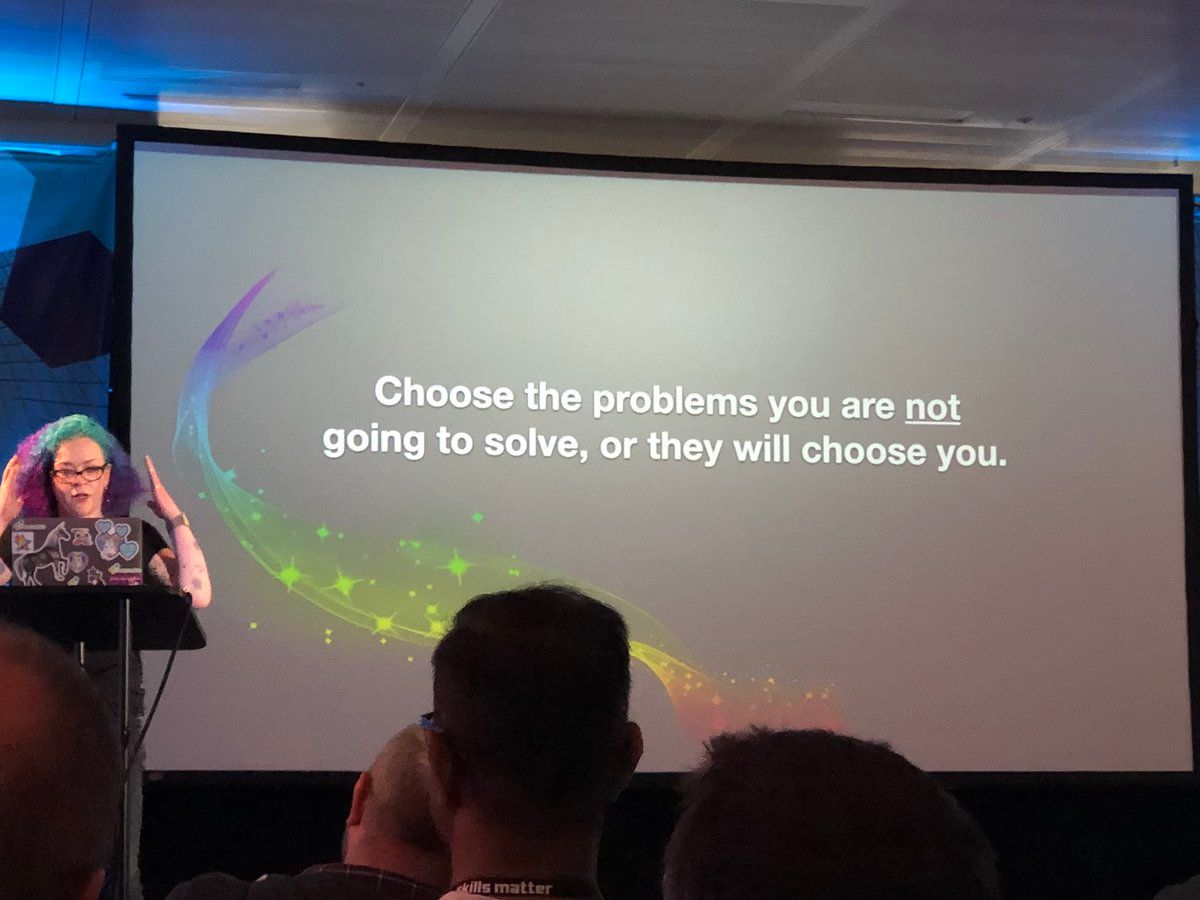 Choose the problems you are not
going to solve, or they will choose you.
skills matter